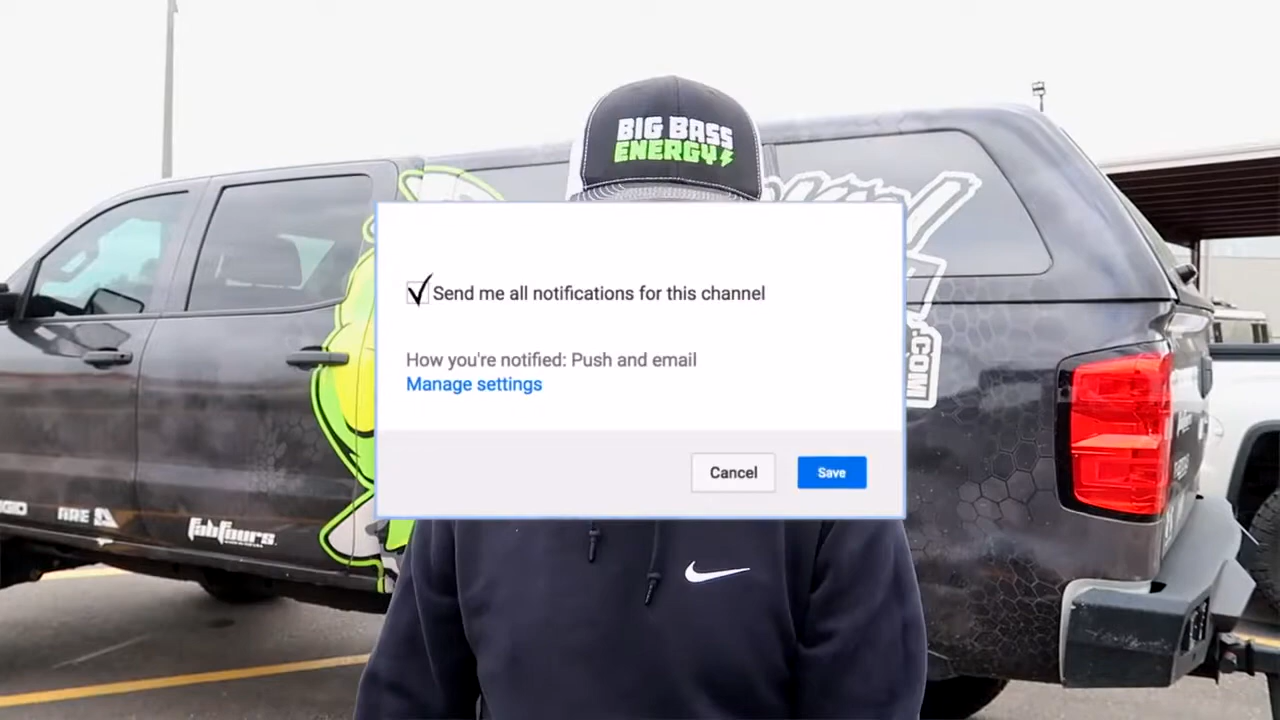 BIG BASS
ENERGY
Send me all notifications for this channel
How you're notified: Push and email
Manage settings
Cancel
Save
.COM
ARE
fabfours